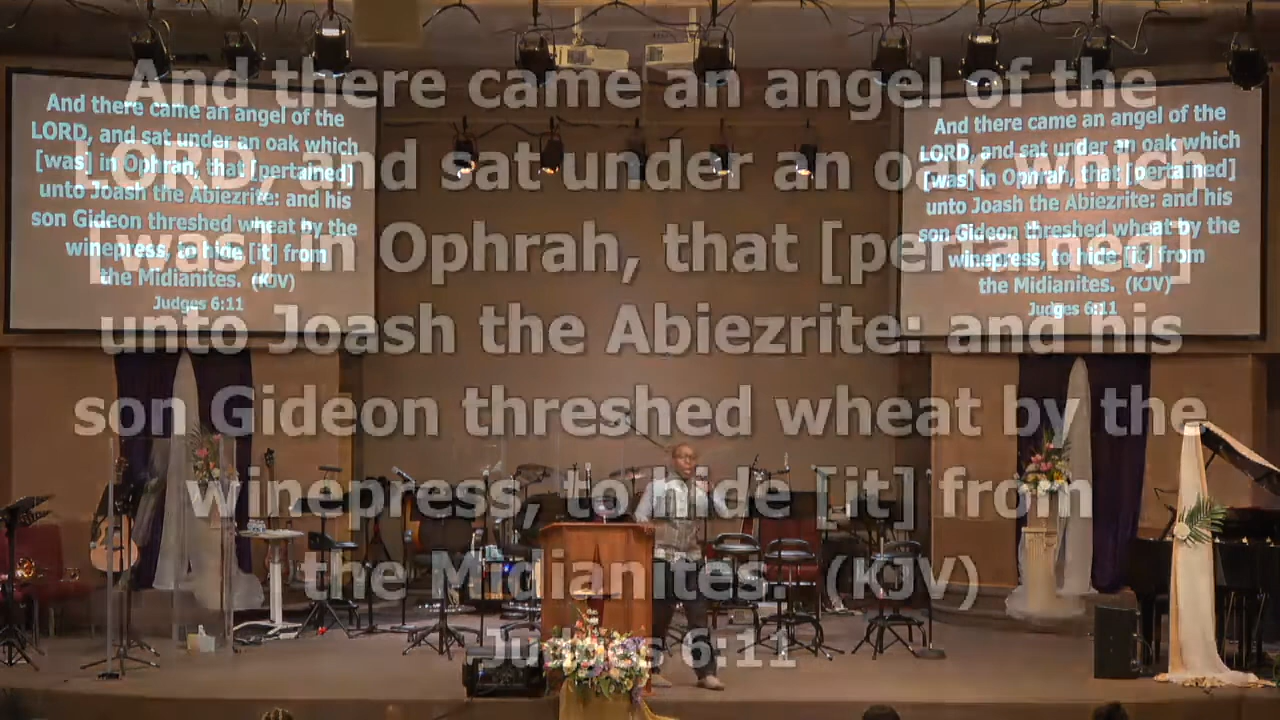 And there came an angel of the
LORD, and sat under an oak which
[was] in Ophrah, that [pertained]
unto Joash the Abiezrite: and his
son Gideon threshed wheat by the
winepress, to hide [it] from
the Midianites. (KJV)
Judges 6:11
And there came an angel of the
LORD, and sat under an oak which
[was] in Ophrah, that [pertained]
unto Joash the Abiezrite: and his
son Gideon threshed wheat by the
winepress, to hide [it] from
the Midianites. (KJV)
Judges 6:11
And there came an angel of the
LORD, and sat under an oak which
[was] in Ophrah, that [pertained]
unto Joash the Abiezrite: and his
son Gideon threshed wheat by the
winepress, to hide [it] from
the Midianites. (KJV)
Judges 6:11